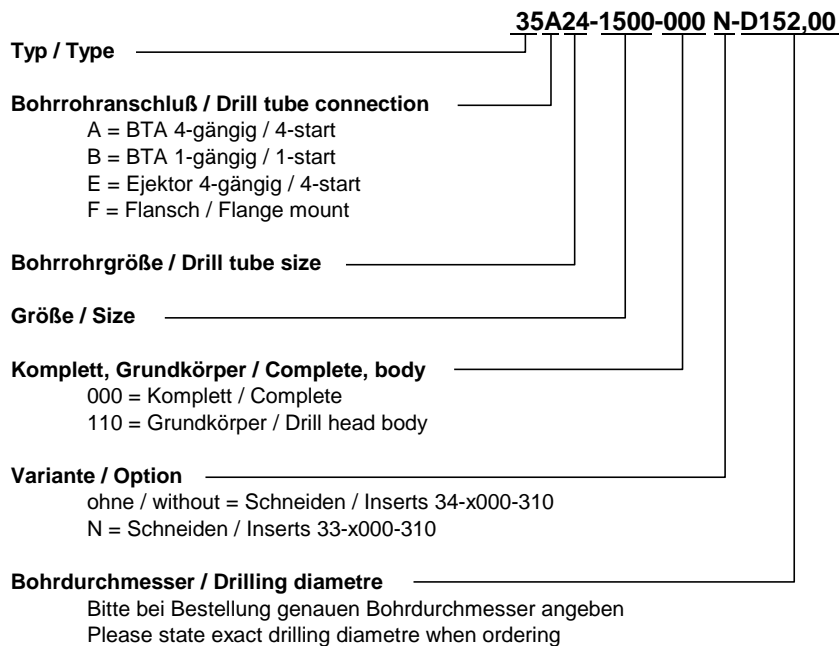 35A24-1500-000 N-D152,00
Typ / Type
Bohrrohranschluß / Drill tube connection
A = BTA 4-gängig / 4-start
B = BTA 1-gängig / 1-start
E = Ejektor 4-gängig / 4-start
F = Flansch / Flange mount
Bohrrohrgröße / Drill tube size
Größe / Size
Komplett, Grundkörper / Complete, body
000 = Komplett / Complete
110 = Grundkörper / Drill head body
Variante / Option
ohne / without = Schneiden / Inserts 34-x000-310
N = Schneiden / Inserts 33-x000-310
Bohrdurchmesser / Drilling diametre
Bitte bei Bestellung genauen Bohrdurchmesser angeben
Please state exact drilling diametre when ordering